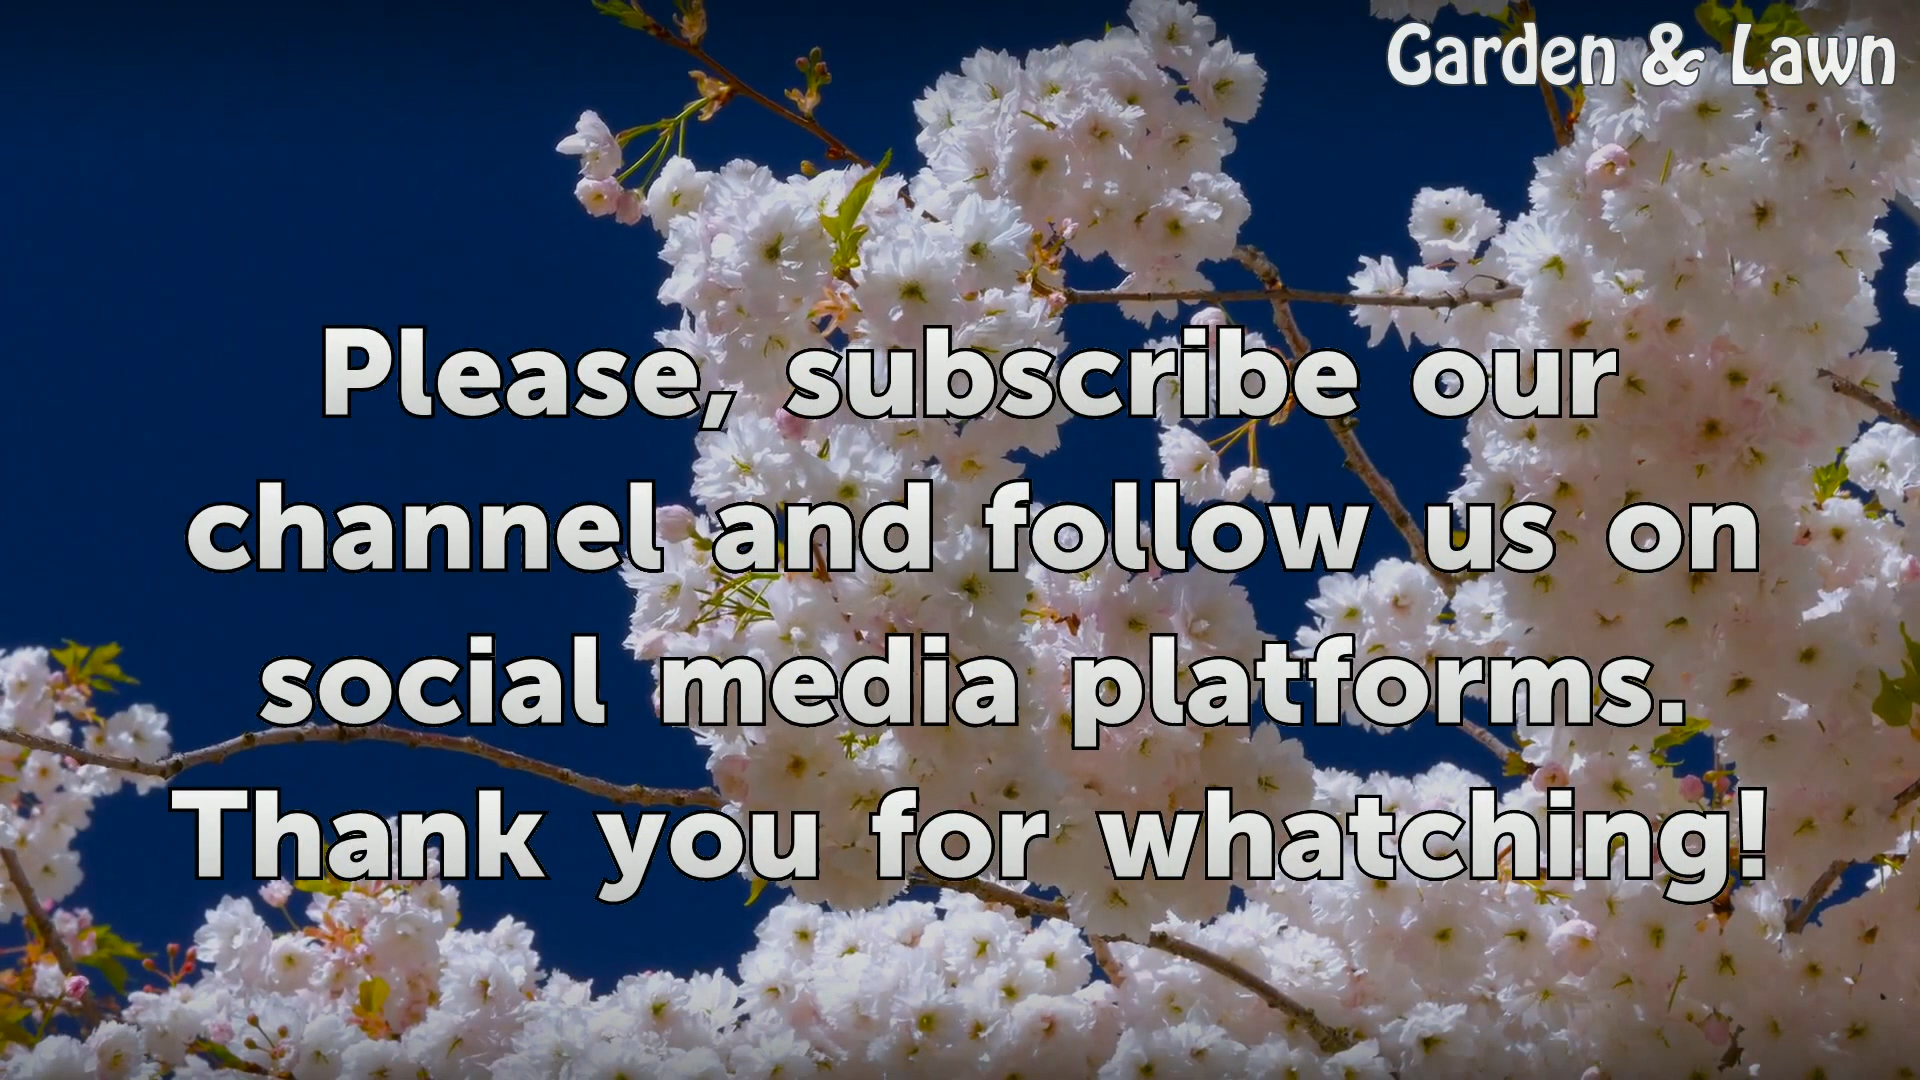 Garden & Lawn
Please, subscribe our
channel and follow us on
social media platforms.
Thank you for whatching!